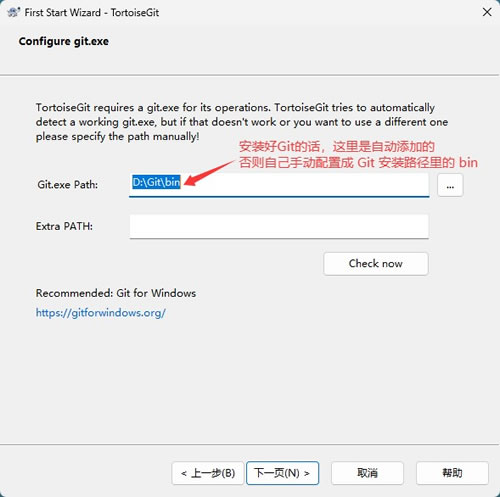 First Start Wizard - TortoiseGit
Configure git.exe
TortoiseGit requires a git.exe for its operations. TortoiseGit tries to automatically
detect a working git.exe, but if that doesn't work or you want to use a different one
please specify the path manually!
安装好Git的话，这里是自动添加的
否则自己手动配置成 Git 安装路径里的 bin
Git.exe Path:
D:\Git\bin
...
Extra PATH:
Check now
Recommended: Git for Windows
https://gitforwindows.org/
< 上一步(B)
下一页(N) >
取消
帮助